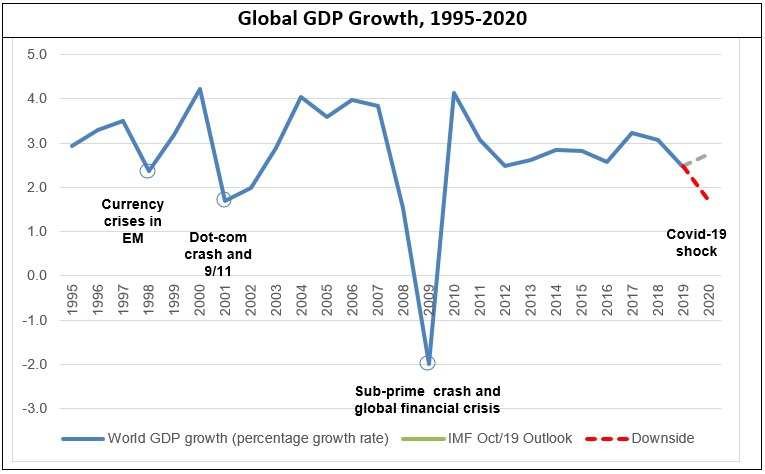 Global GDP Growth, 1995-2020
5.0
4.0
3.0
2.0
1.0
0.0
-1.0
-2.0
-3.0
Currency
crises in
EM
Dot-com
crash and
9/11
Sub-prime crash and
global financial crisis
Covid-19
shock
1995 1996 1997 1998 1999 2000 2001 2002 2003 2004 2005 2006 2007 2008 2009 2010 2011 2012 2013 2014 2015 2016 2017 2018 2019 2020
World GDP growth (percentage growth rate) IMF Oct/19 Outlook Downside